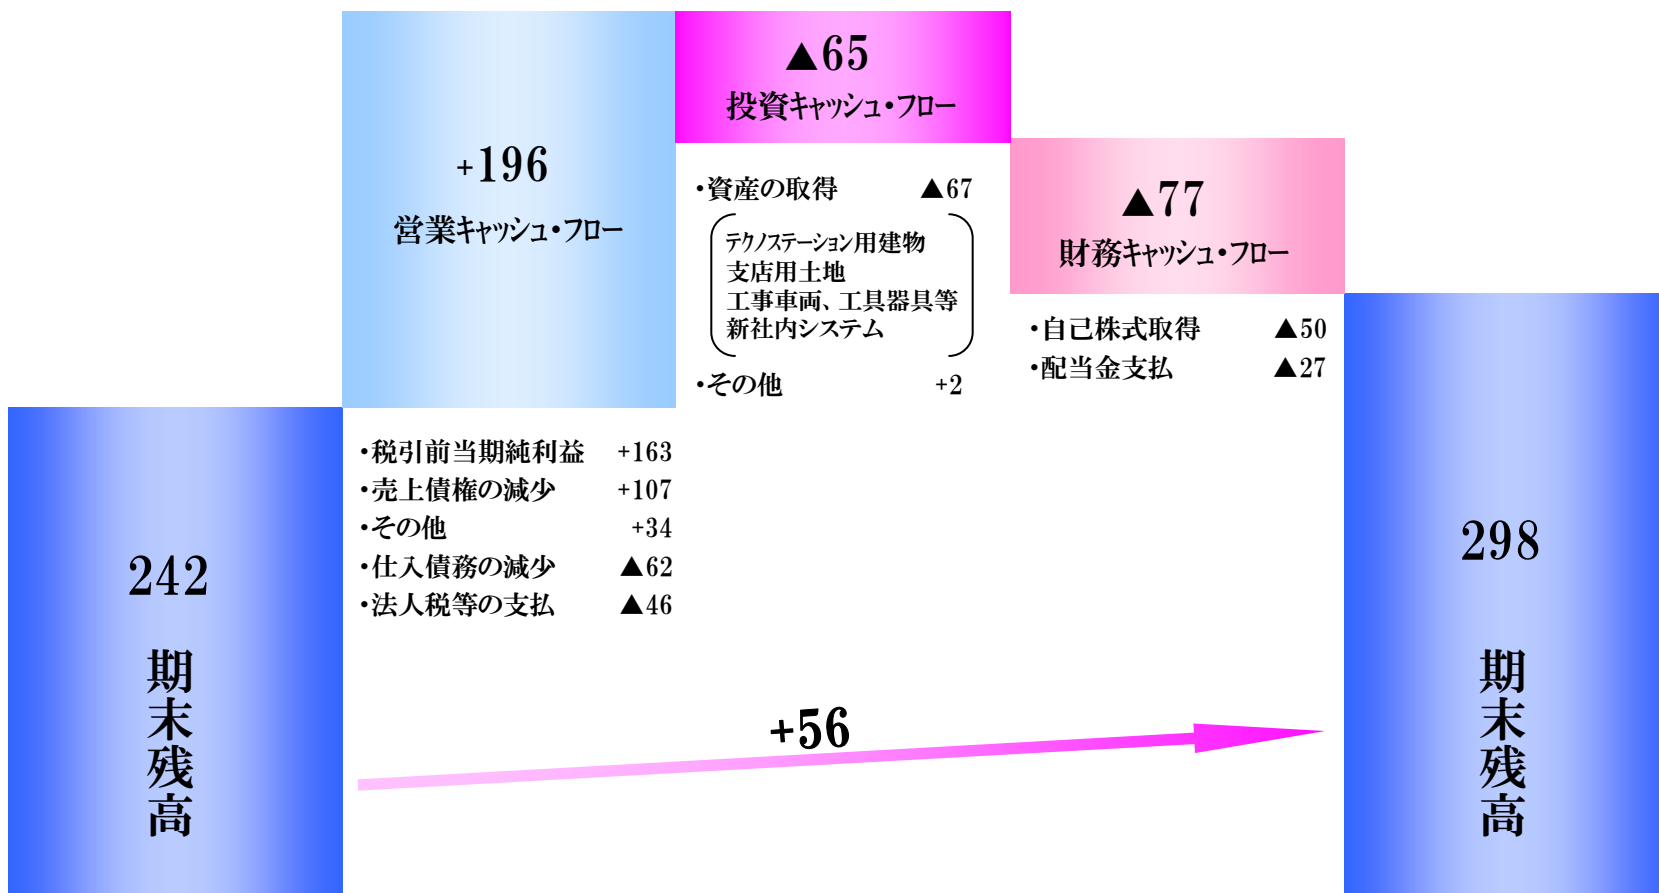 242
期末残高
+196
営業キャッシュ・フロー
・税引前当期純利益 +163
・売上債権の減少 +107
・その他 +34
・仕入債務の減少 ▲62
・法人税等の支払 ▲46
▲65
投資キャッシュ・フロー
・資産の取得 ▲67
テクノステーション用建物
支店用土地
工事車両、工具器具等
新社内システム
・その他 +2
▲77
財務キャッシュ・フロー
・自己株式取得 ▲50
・配当金支払 ▲27
+56
298
期末残高